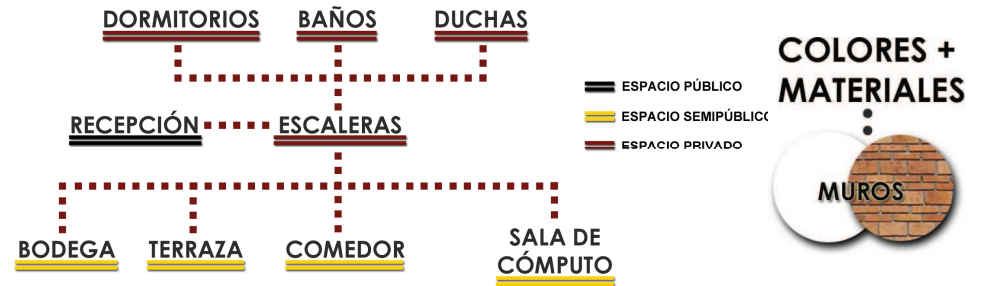 DORMITORIOS BAÑOS DUCHAS
RECEPCIÓN ESCALERAS
BODEGA TERRAZA COMEDOR SALA DE
CÓMPUTO
ESPACIO PÚBLICO
ESPACIO SEMIPÚBLICO
ESPACIO PRIVADO
COLORES +
MATERIALES
MUROS